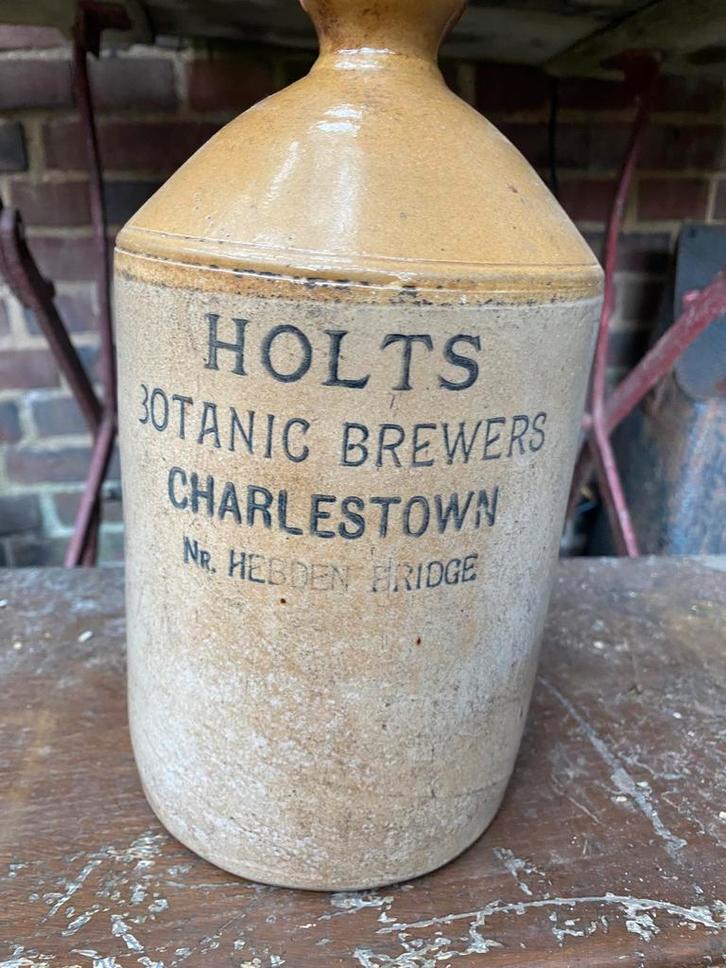 HOLTS
BOTANIC BREWERS
CHARLESTOWN
NR. HEBDEN BRIDGE